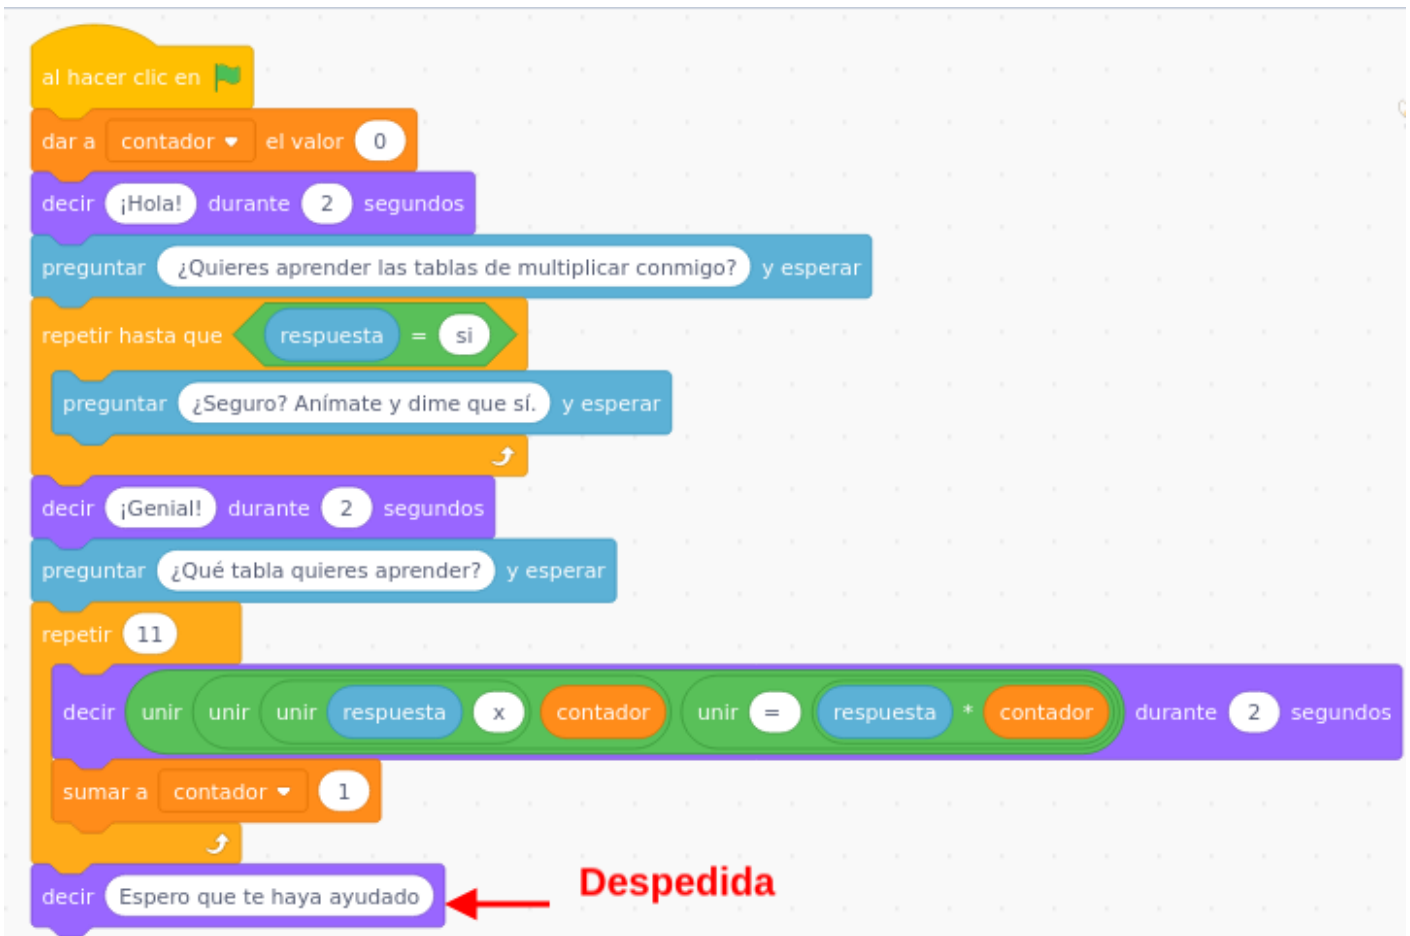 al hacer clic en
dar a contador el valor 0
decir ¡Hola! durante 2 segundos
preguntar ¿Quieres aprender las tablas de multiplicar conmigo? y esperar
repetir hasta que respuesta = si
preguntar ¿Seguro? Anímate y dime que sí. y esperar
decir ¡Genial! durante 2 segundos
preguntar ¿Qué tabla quieres aprender? y esperar
repetir 11
decir unir unir unir respuesta x contador unir = respuesta * contador durante 2 segundos
sumar a contador 1
decir Espero que te haya ayudado
Despedida